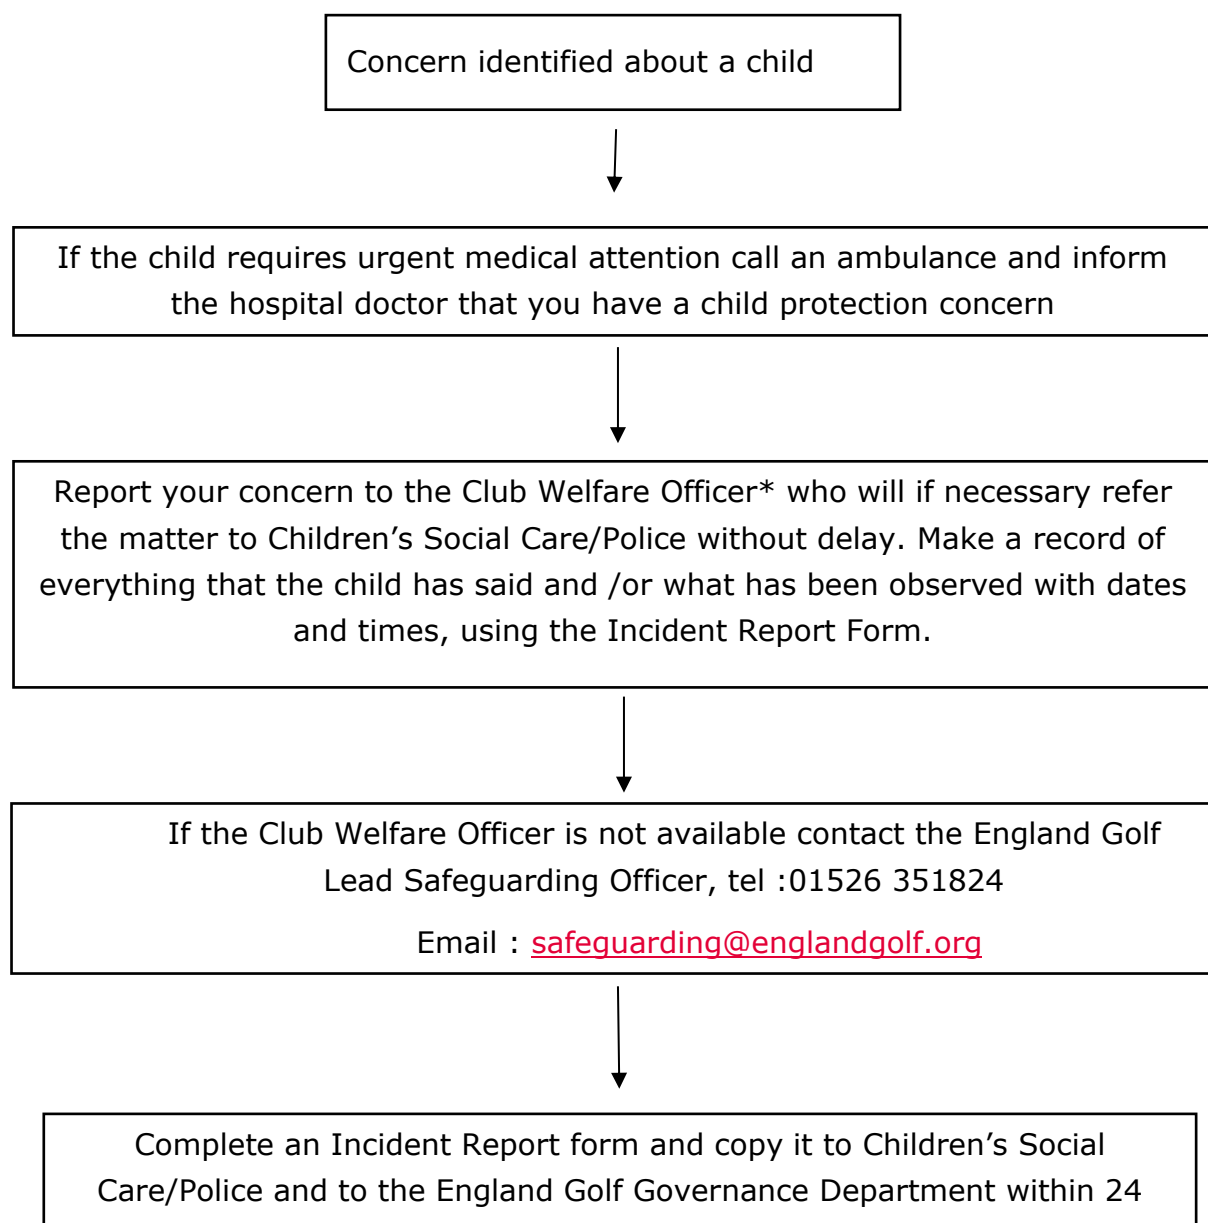 Concern identified about a child
If the child requires urgent medical attention call an ambulance and inform
the hospital doctor that you have a child protection concern
Report your concern to the Club Welfare Officer* who will if necessary refer
the matter to Children’s Social Care/Police without delay. Make a record of
everything that the child has said and /or what has been observed with dates
and times, using the Incident Report Form.
If the Club Welfare Officer is not available contact the England Golf
Lead Safeguarding Officer, tel :01526 351824
Email : safeguarding@englandgolf.org
Complete an Incident Report form and copy it to Children’s Social
Care/Police and to the England Golf Governance Department within 24